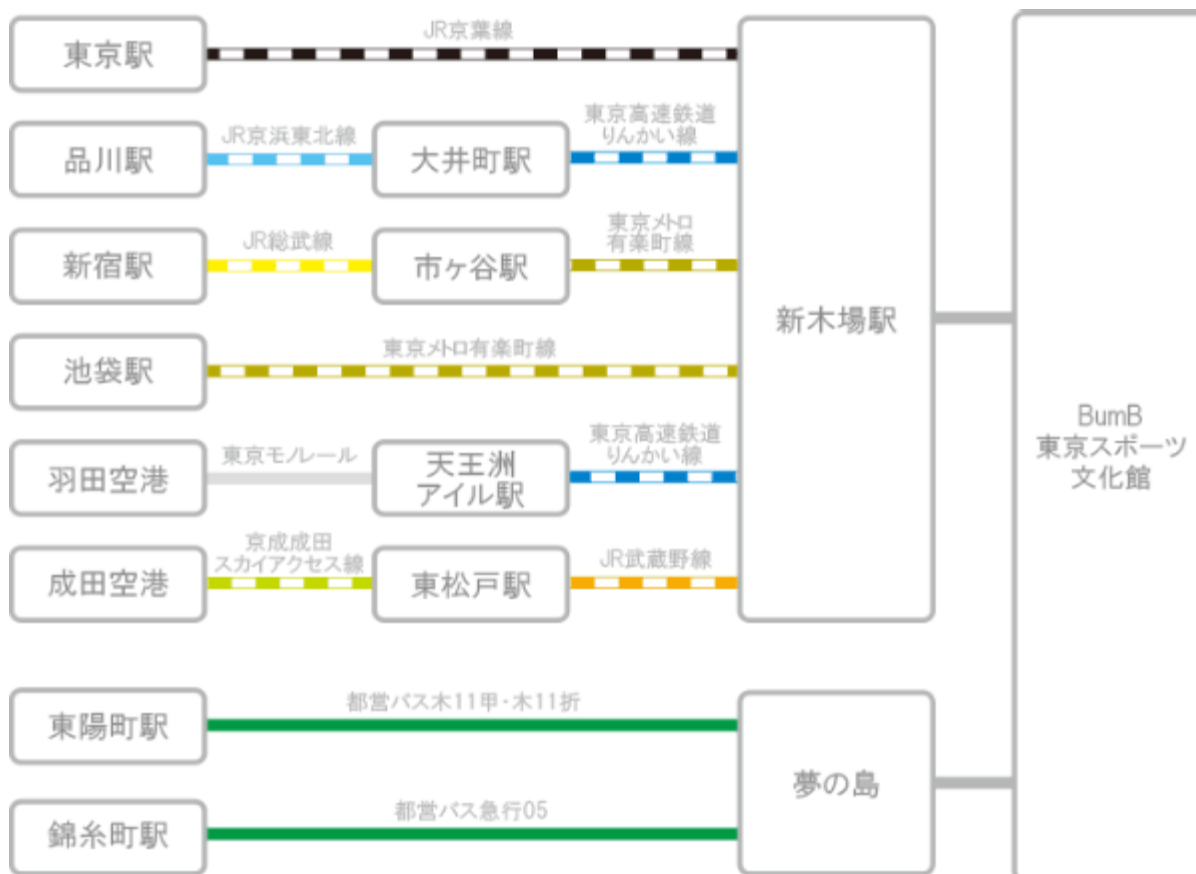 東京駅
JR京葉線
品川駅
JR京浜東北線
大井町駅
東京高速鉄道
りんかい線
新宿駅
JR総武線
市ヶ谷駅
東京メトロ
有楽町線
池袋駅
東京メトロ有楽町線
羽田空港
東京モノレール
天王洲
アイル駅
東京高速鉄道
りんかい線
成田空港
京成成田
スカイアクセス線
東松戸駅
JR武蔵野線
新木場駅
東陽町駅
都営バス木11甲・木11折
錦糸町駅
都営バス急行05
夢の島
BumB
東京スポーツ
文化館